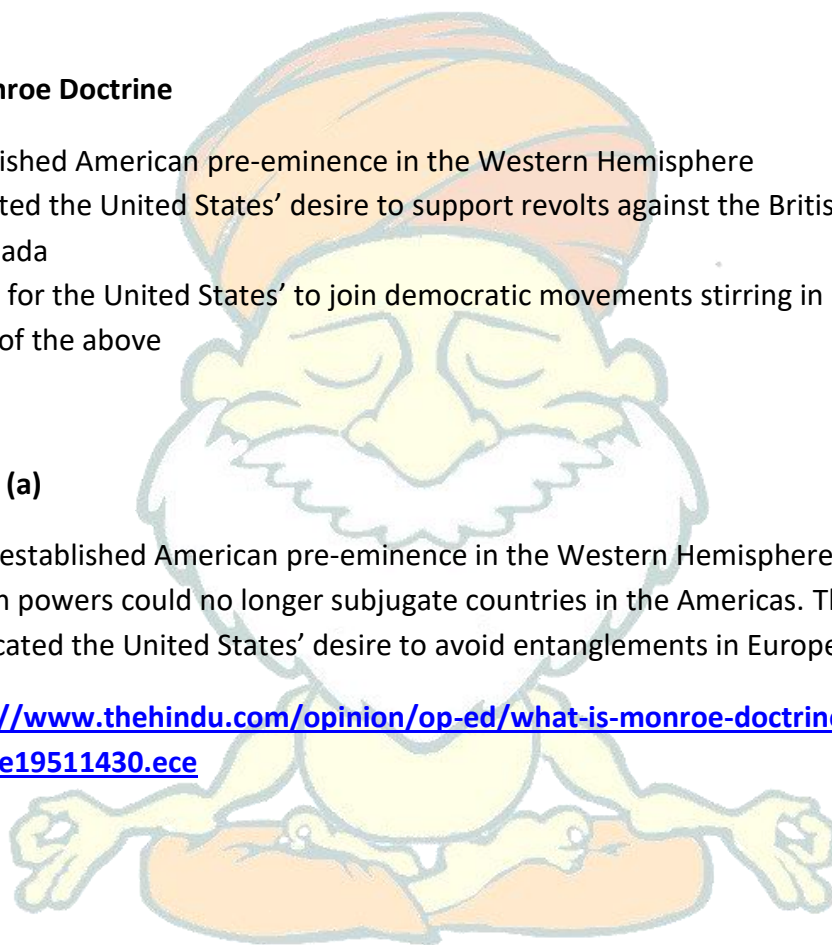 nroe Doctrine
ished American pre-eminence in the Western Hemisphere
ted the United States’ desire to support revolts against the Britis
ada
for the United States’ to join democratic movements stirring in
of the above
(a)
established American pre-eminence in the Western Hemisphere
n powers could no longer subjugate countries in the Americas. T
cated the United States’ desire to avoid entanglements in Europe
//www.thehindu.com/opinion/op-ed/what-is-monroe-doctrine
e19511430.ece